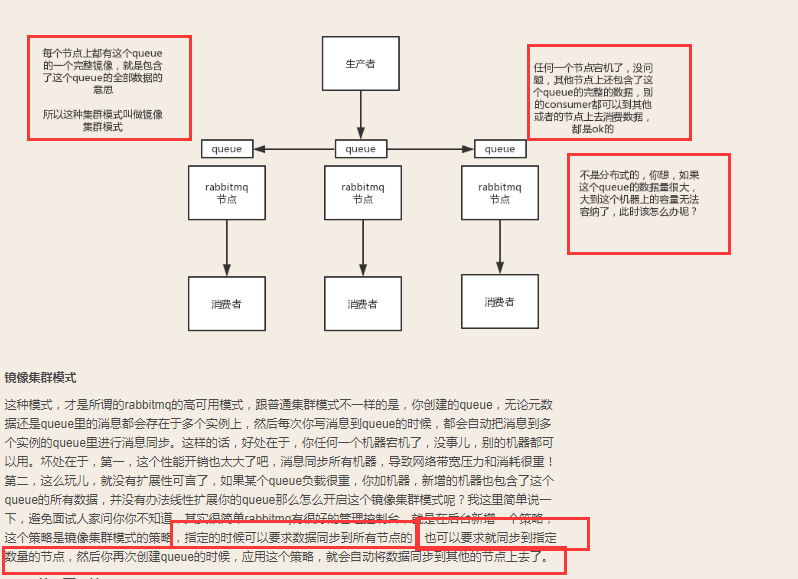 每个节点上都有这个queue
的一个完整镜像，就是包含
了这个queue的全部数据的
意思
所以这种集群模式叫做镜像
集群模式
生产者
任何一个节点宕机了，没问
题，其他节点上还包含了这
个queue的完整的数据，别
的consumer都可以到其他
或者的节点上去消费数据，
都是ok的
queue
queue
queue
不是分布式的，你想，如果
这个queue的数据量很大，
大到这个机器上的容量无法
容纳了，此时该怎么办呢？
rabbitmq
节点
rabbitmq
节点
rabbitmq
节点
消费者
消费者
消费者
镜像集群模式
这种模式，才是所谓的rabbitmq的高可用模式，跟普通集群模式不一样的是，你创建的queue，无论元数
据还是queue里的消息都会存在于多个实例上，然后每次你写消息到queue的时候，都会自动把消息到多
个实例的queue里进行消息同步。这样的话，好处在于，你任何一个机器宕机了，没事儿，别的机器都可
以用。坏处在于，第一，这个性能开销也太大了吧，消息同步所有机器，导致网络带宽压力和消耗很重！
第二，这么玩儿，就没有扩展性可言了，如果某个queue负载很重，你加机器，新增的机器也包含了这个
queue的所有数据，并没有办法线性扩展你的queue那么怎么开启这个镜像集群模式呢？我这里简单说一
下，避免面试人家问你你不知道，其实很简单rabbitmq有很好的管理控制台，就是在后台新增一个策略，
这个策略是镜像集群模式的策略，指定的时候可以要求数据同步到所有节点的，也可以要求就同步到指定
数量的节点，然后你再次创建queue的时候，应用这个策略，就会自动将数据同步到其他的节点上去了。